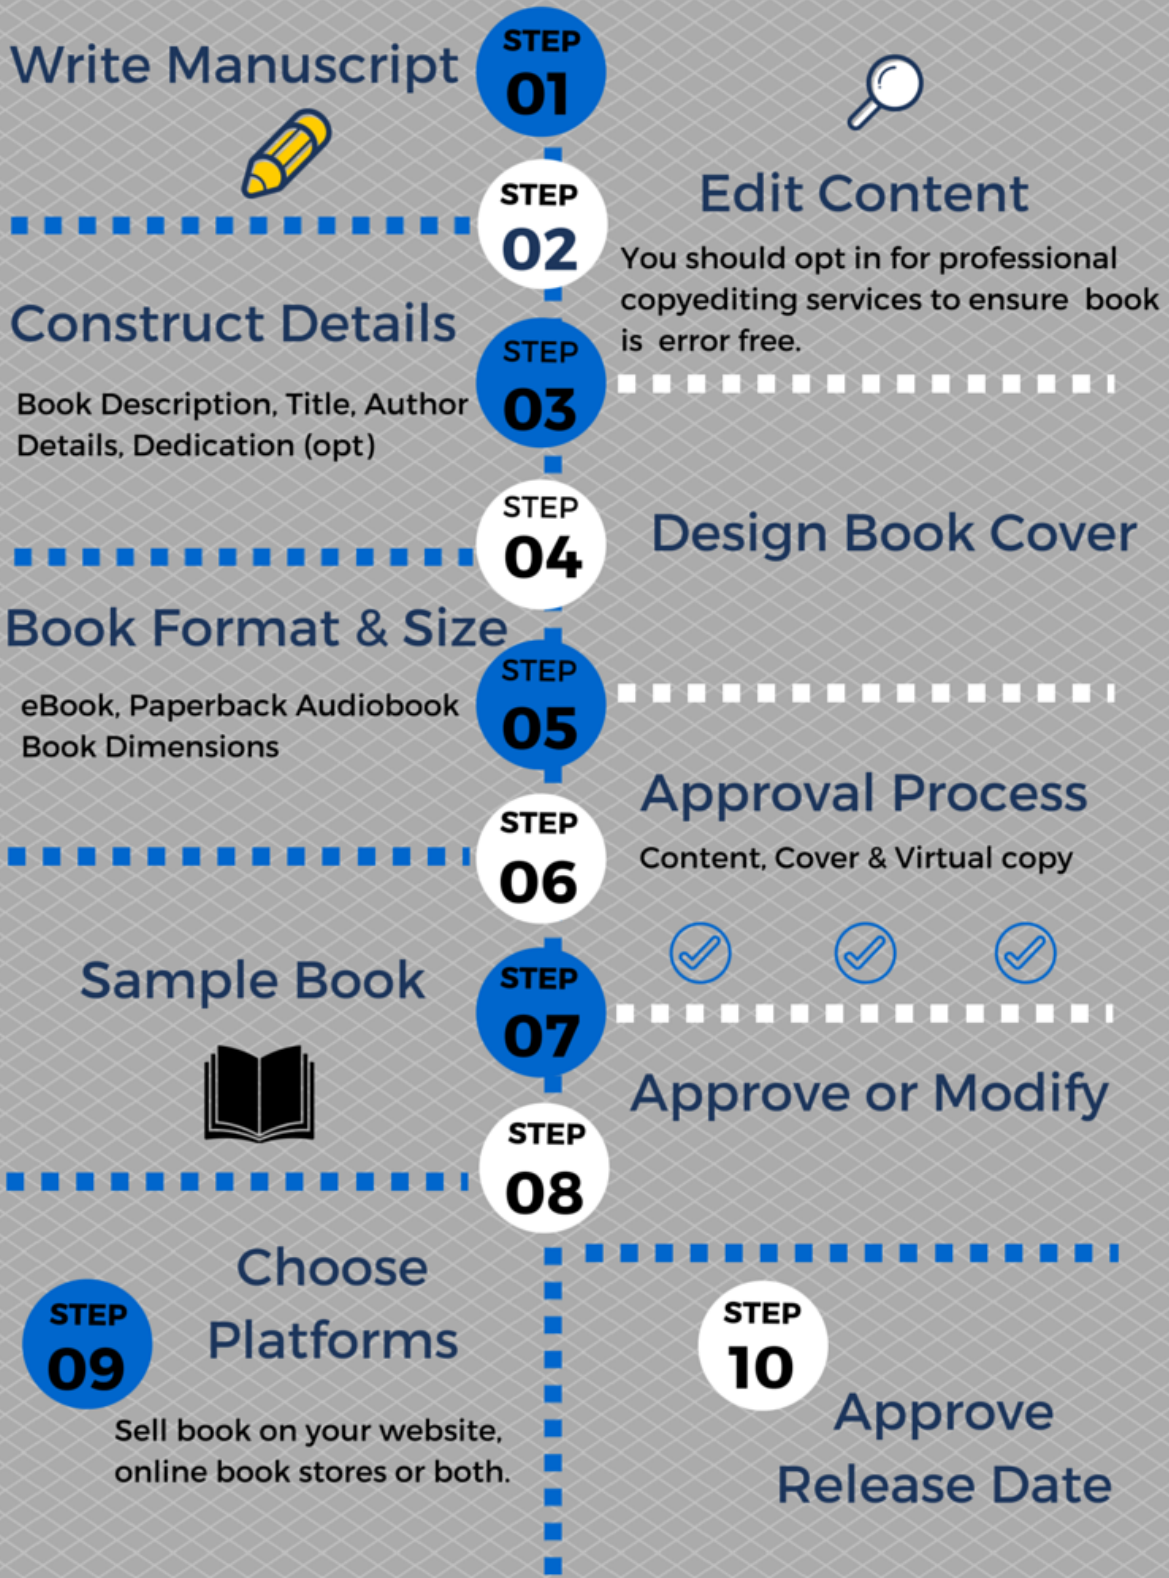 STEP
01
Write Manuscript
STEP
02
Edit Content
You should opt in for professional
copyediting services to ensure book
is error free.
STEP
03
Construct Details
Book Description, Title, Author
Details, Dedication (opt)
STEP
04
Design Book Cover
STEP
05
Book Format & Size
eBook, Paperback Audiobook
Book Dimensions
STEP
06
Approval Process
Content, Cover & Virtual copy
STEP
07
Sample Book
STEP
08
Approve or Modify
STEP
09
Choose
Platforms
Sell book on your website,
online book stores or both.
STEP
10
Approve
Release Date